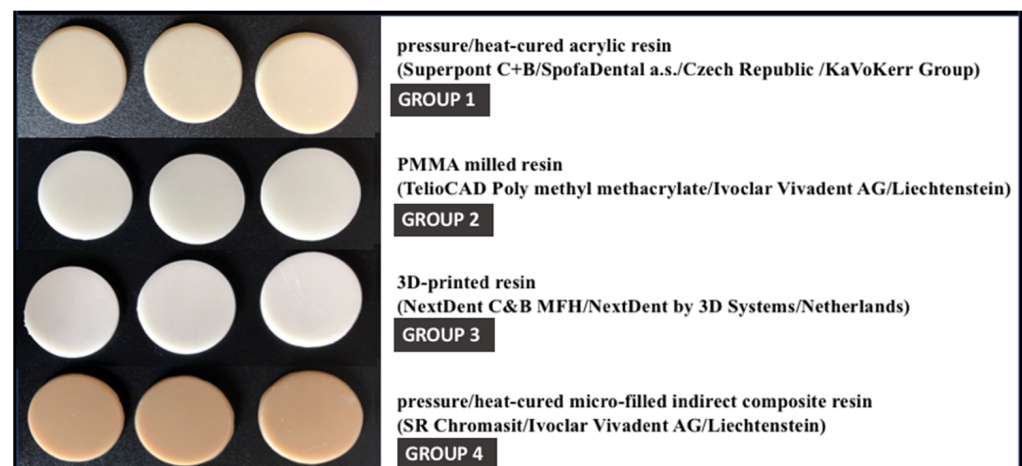 pressure/heat-cured acrylic resin
(Superpont C+B/SpofaDental a.s./Czech Republic /KaVoKerr Group)
GROUP 1
PMMA milled resin
(TelioCAD Poly methyl methacrylate/Ivoclar Vivadent AG/Liechtenstein)
GROUP 2
3D-printed resin
(NextDent C&B MFH/NextDent by 3D Systems/Netherlands)
GROUP 3
pressure/heat-cured micro-filled indirect composite resin
(SR Chromasit/Ivoclar Vivadent AG/Liechtenstein)
GROUP 4